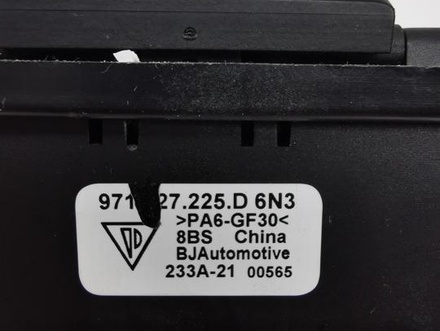 971 27.225.D 6N3
>PA6-GF30<
8BS China
BJAutomotive
233A-21 00565